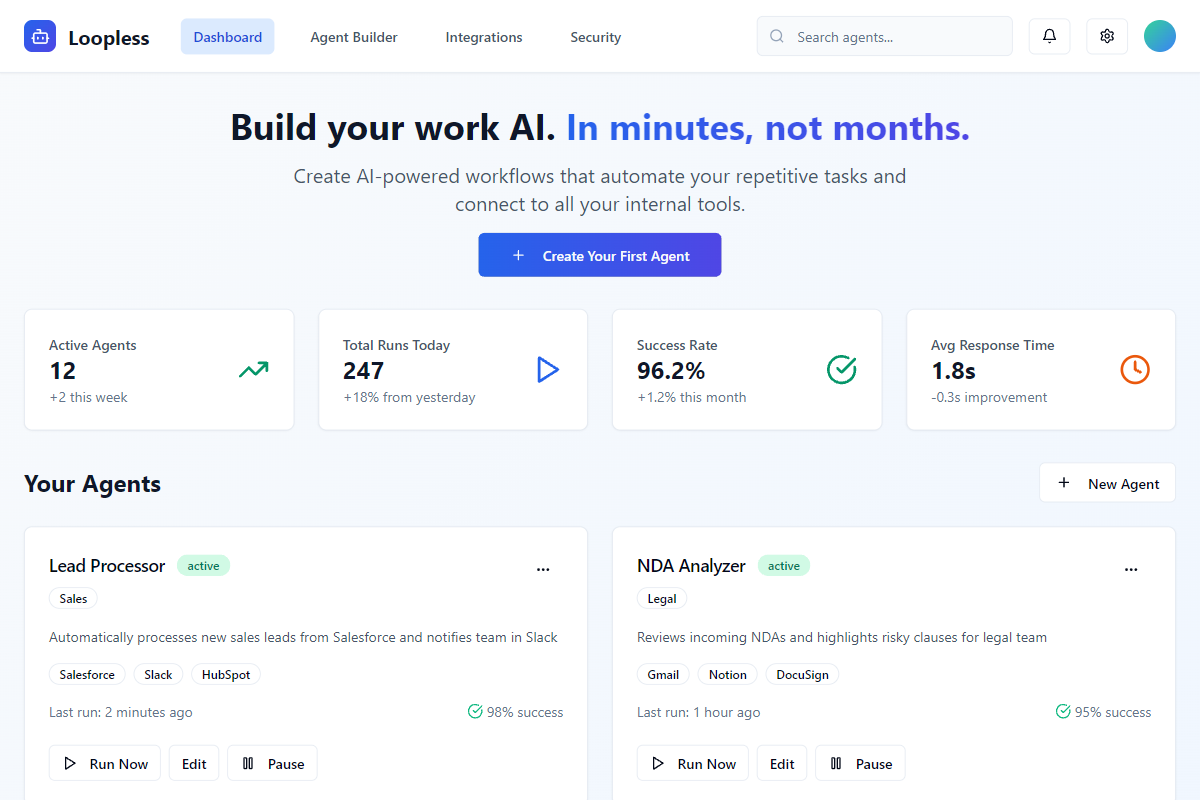 Loopless
Dashboard
Agent Builder
Integrations
Security
Search agents...
Build your work AI. In minutes, not months.
Create AI-powered workflows that automate your repetitive tasks and
connect to all your internal tools.
Create Your First Agent
Active Agents
12
+2 this week
Total Runs Today
247
+18% from yesterday
Success Rate
96.2%
+1.2% this month
Avg Response Time
1.8s
-0.3s improvement
Your Agents
New Agent
Lead Processor
active
Sales
Automatically processes new sales leads from Salesforce and notifies team in Slack
Salesforce
Slack
HubSpot
Last run: 2 minutes ago
98% success
Run Now
Edit
Pause
NDA Analyzer
active
Legal
Reviews incoming NDAs and highlights risky clauses for legal team
Gmail
Notion
DocuSign
Last run: 1 hour ago
95% success
Run Now
Edit
Pause